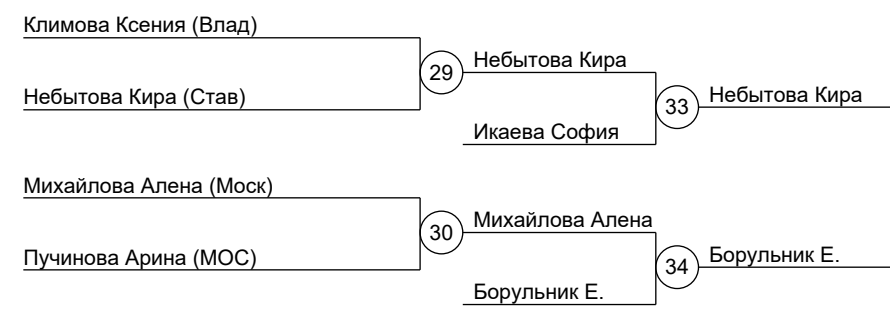 Климова Ксения (Влад)
29
Небытова Кира
Небытова Кира (Став)
33
Небытова Кира
Икаева София
Михайлова Алена (Моск)
30
Михайлова Алена
Пучинова Арина (МОС)
34
Борульник Е.
Борульник Е.